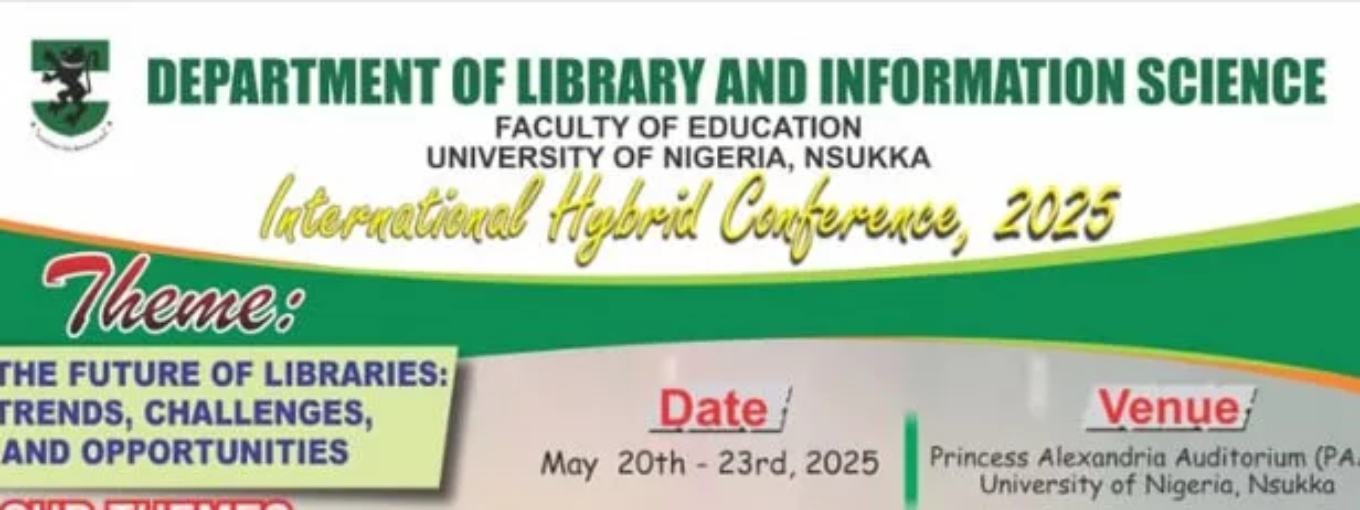 DEPARTMENT OF LIBRARY AND INFORMATION SCIENCE
FACULTY OF EDUCATION
UNIVERSITY OF NIGERIA, NSUKKA
International Hybrid Conference, 2025
Theme:
THE FUTURE OF LIBRARIES:
TRENDS, CHALLENGES,
AND OPPORTUNITIES
Date
May 20th - 23rd, 2025
Venue
Princess Alexandria Auditorium
University of Nigeria, Nsukka